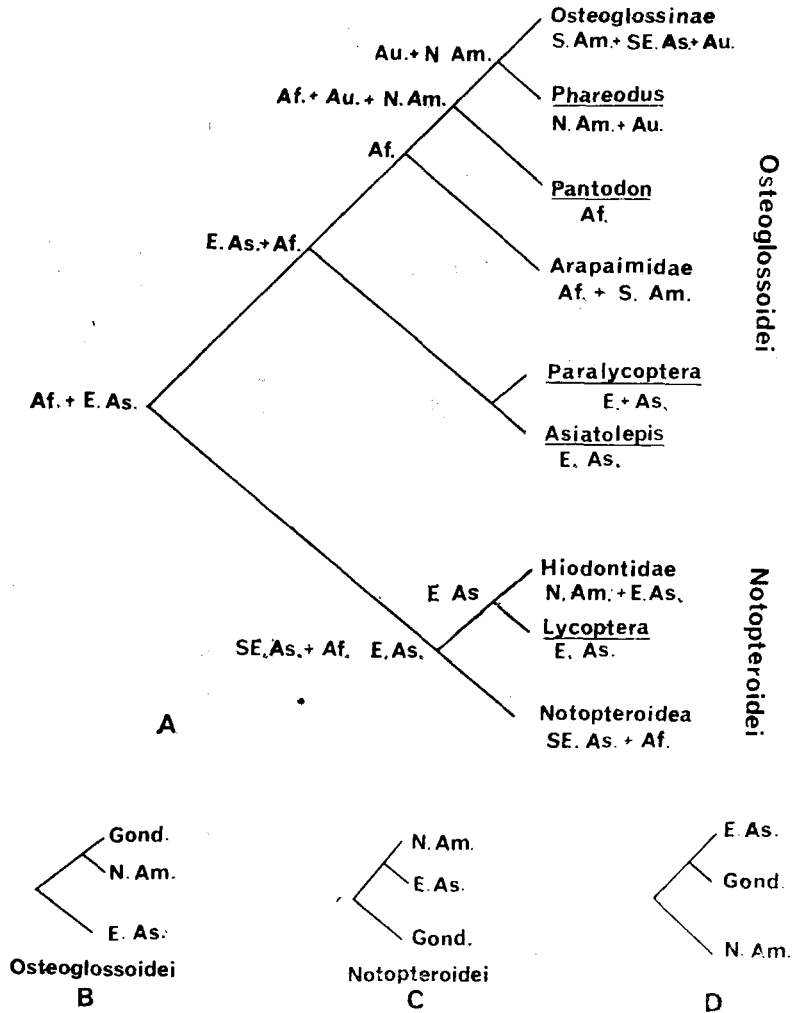 Osteoglossinae
S. Am.+ SE. As.+ Au.
Au.+ N Am.
Phareodus
N. Am.+ Au.
Af. + Au. + N. Am.
Af.
Pantodon
Af.
E. As.+ Af.
Arapaimidae
Af. + S. Am.
Osteoglossoidei
Paralycoptera
E.+ As.
Af. + E. As.
Asiatolepis
E. As.
Hiodontidae
N. Am. + E. As.
E As
Lycoptera
E. As.
SE. As. + Af. E. As.
Notopteroidea
SE. As. + Af.
Notopteroidei
A
Gond.
N. Am.
E. As.
Osteoglossoidei
B
N. Am.
E. As.
Gond.
Notopteroidei
C
E. As.
Gond.
N. Am.
D